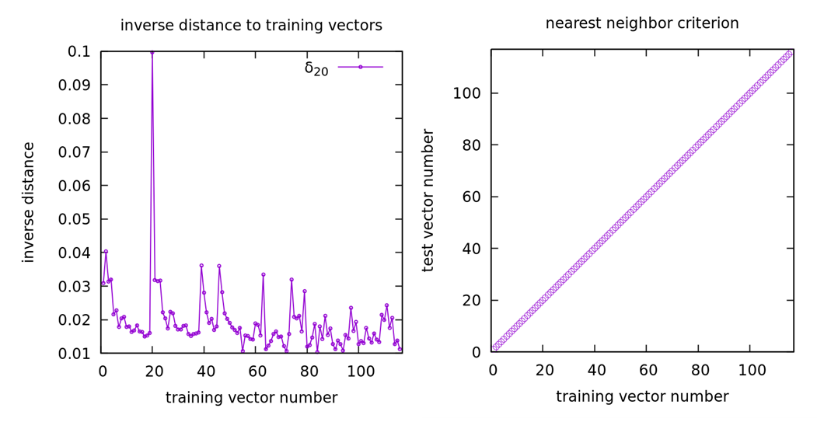 inverse distance to training vectors
δ20
inverse distance
0.1
0.09
0.08
0.07
0.06
0.05
0.04
0.03
0.02
0.01
0 20 40 60 80 100
training vector number
nearest neighbor criterion
test vector number
100
80
60
40
20
0
0 20 40 60 80 100
training vector number